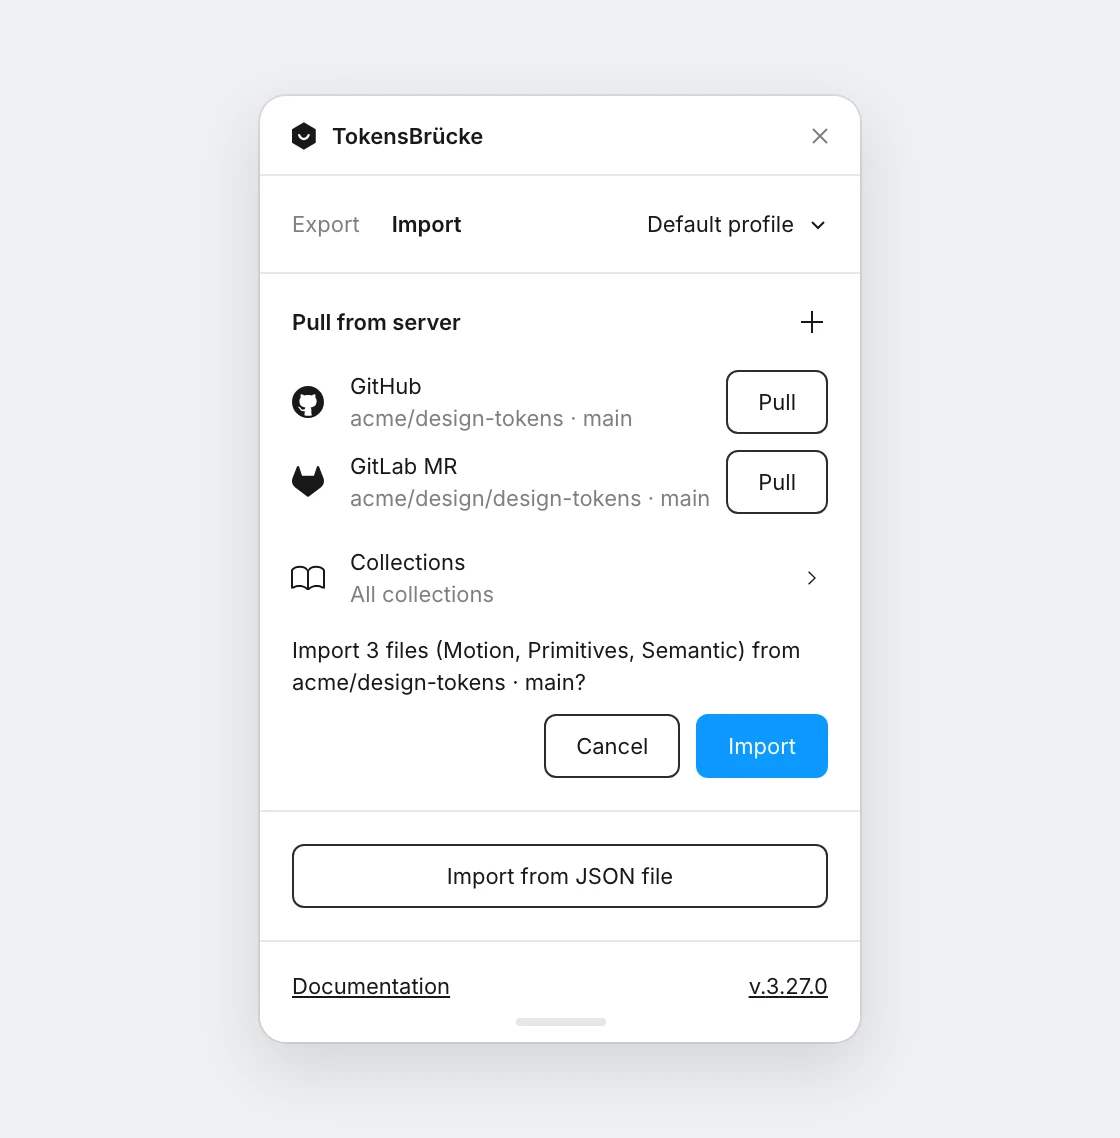 TokensBrücke
Export Import Default profile
Pull from server
GitHub
acme/design-tokens · main
Pull
GitLab MR
acme/design/design-tokens · main
Pull
Collections
All collections
Import 3 files (Motion, Primitives, Semantic) from
acme/design-tokens · main?
Cancel Import
Import from JSON file
Documentation v.3.27.0